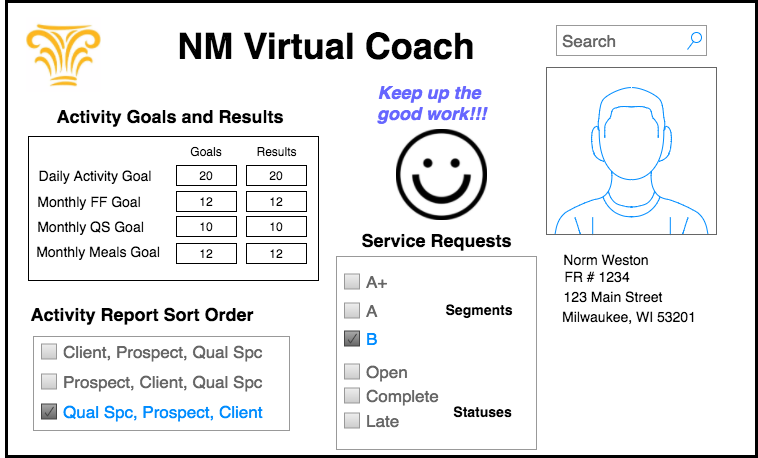 NM Virtual Coach
Search
Keep up the
good work!!!
Activity Goals and Results
Goals Results
Daily Activity Goal 20 20
Monthly FF Goal 12 12
Monthly QS Goal 10 10
Monthly Meals Goal 12 12
Service Requests
A+
A
Segments
B
Open
Complete
Statuses
Late
Norm Weston
FR # 1234
123 Main Street
Milwaukee, WI 53201
Activity Report Sort Order
Client, Prospect, Qual Spc
Prospect, Client, Qual Spc
Qual Spc, Prospect, Client